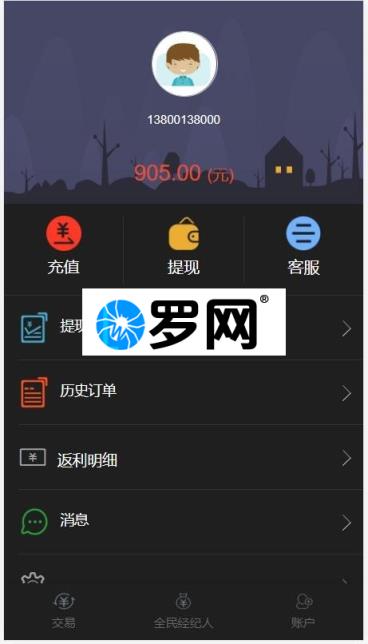 13800138000
905.00 (元)
充值
提现
客服
提现
罗网®
历史订单
返利明细
消息
交易
全民经纪人
账户